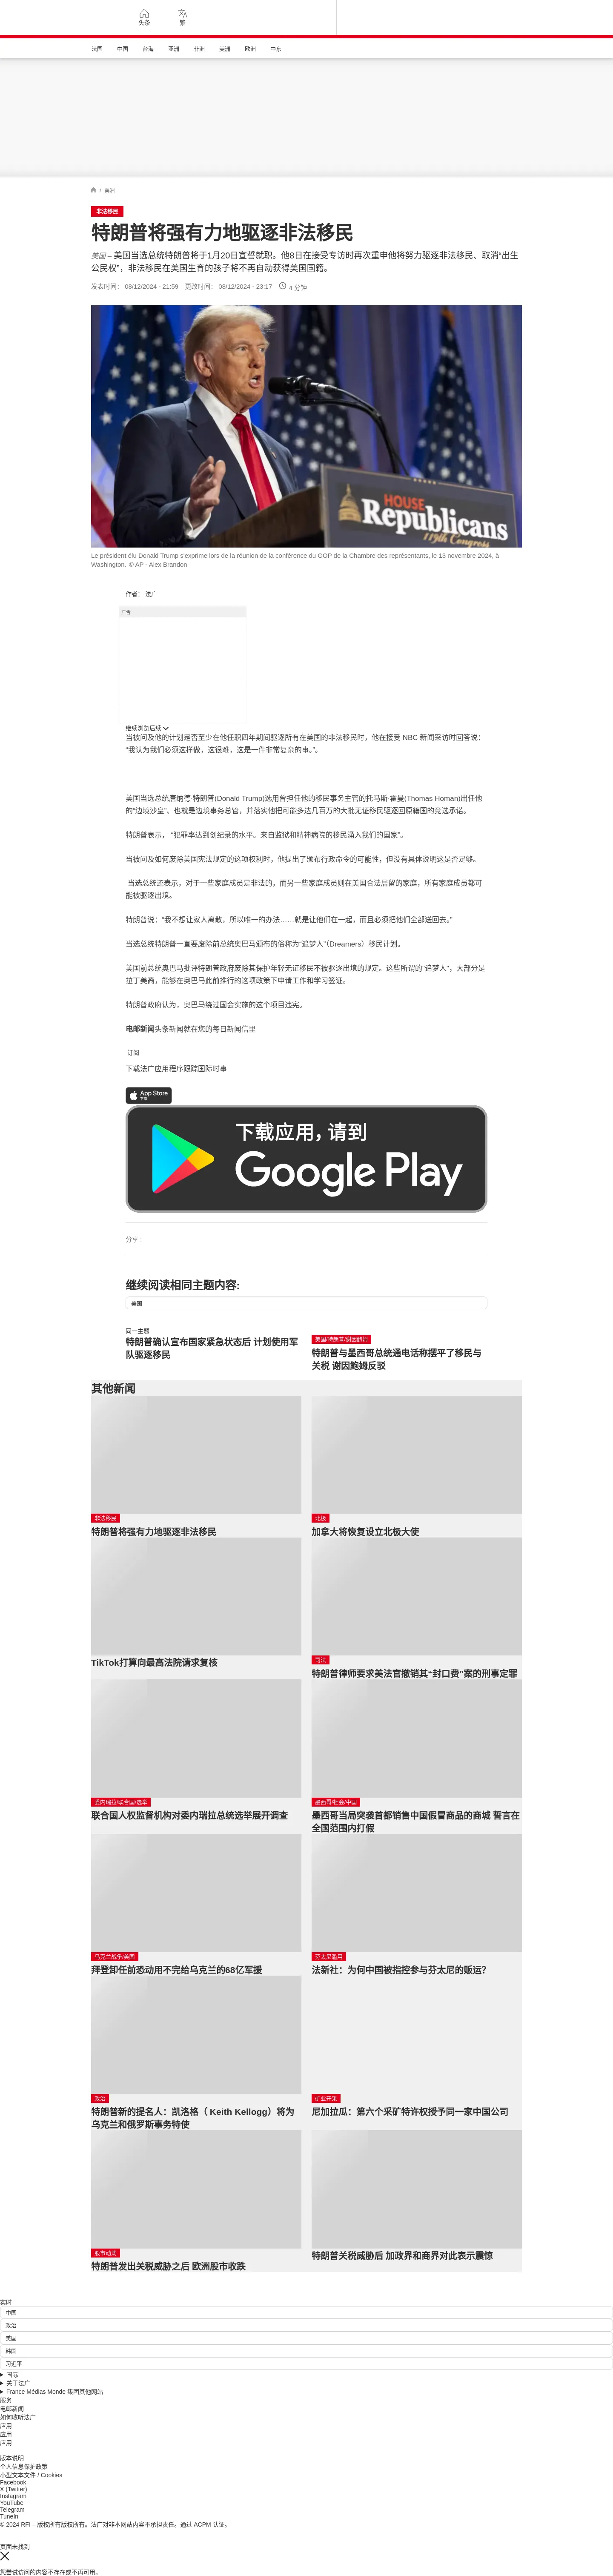 头条
繁
法国
中国
台海
亚洲
非洲
美洲
欧洲
中东
/ 美洲
非法移民
特朗普将强有力地驱逐非法移民
美国 – 美国当选总统特朗普将于1月20日宣誓就职。他8日在接受专访时再次重申他将努力驱逐非法移民、取消“出生
公民权”，非法移民在美国生育的孩子将不再自动获得美国国籍。
发表时间： 08/12/2024 - 21:59 更改时间： 08/12/2024 - 23:17 4 分钟
HOUSE
Republicans
119th CONGRESS
Le président élu Donald Trump s'exprime lors de la réunion de la conférence du GOP de la Chambre des représentants, le 13 novembre 2024, à
Washington. © AP - Alex Brandon
作者： 法广
广告
继续浏览后续
当被问及他的计划是否至少在他任职四年期间驱逐所有在美国的非法移民时，他在接受 NBC 新闻采访时回答说：
“我认为我们必须这样做，这很难，这是一件非常复杂的事。”。
美国当选总统唐纳德·特朗普(Donald Trump)选用曾担任他的移民事务主管的托马斯·霍曼(Thomas Homan)出任他
的“边境沙皇”、也就是边境事务总管，并落实他把可能多达几百万的大批无证移民驱逐回原籍国的竞选承诺。
特朗普表示， “犯罪率达到创纪录的水平。来自监狱和精神病院的移民涌入我们的国家”。
当被问及如何废除美国宪法规定的这项权利时，他提出了颁布行政命令的可能性，但没有具体说明这是否足够。
当选总统还表示，对于一些家庭成员是非法的，而另一些家庭成员则在美国合法居留的家庭，所有家庭成员都可
能被驱逐出境。
特朗普说：“我不想让家人离散，所以唯一的办法……就是让他们在一起，而且必须把他们全部送回去。”
当选总统特朗普一直要废除前总统奥巴马颁布的俗称为“追梦人”（Dreamers）移民计划。
美国前总统奥巴马批评特朗普政府废除其保护年轻无证移民不被驱逐出境的规定。这些所谓的“追梦人”，大部分是
拉丁美裔，能够在奥巴马此前推行的这项政策下申请工作和学习签证。
特朗普政府认为，奥巴马绕过国会实施的这个项目违宪。
电邮新闻头条新闻就在您的每日新闻信里
订阅
下载法广应用程序跟踪国际时事
App Store
下载
下载应用，请到
Google Play
分享 :
继续阅读相同主题内容:
美国
同一主题
特朗普确认宣布国家紧急状态后 计划使用军
队驱逐移民
美国/特朗普/谢因鲍姆
特朗普与墨西哥总统通电话称摆平了移民与
关税 谢因鲍姆反驳
其他新闻
非法移民
特朗普将强有力地驱逐非法移民
北极
加拿大将恢复设立北极大使
TikTok打算向最高法院请求复核
司法
特朗普律师要求美法官撤销其“封口费”案的刑事定罪
委内瑞拉/联合国/选举
联合国人权监督机构对委内瑞拉总统选举展开调查
墨西哥/社会/中国
墨西哥当局突袭首都销售中国假冒商品的商城 誓言在
全国范围内打假
乌克兰战争/美国
拜登卸任前恐动用不完给乌克兰的68亿军援
芬太尼滥用
法新社：为何中国被指控参与芬太尼的贩运？
政治
特朗普新的提名人：凯洛格（ Keith Kellogg）将为
乌克兰和俄罗斯事务特使
矿业开采
尼加拉瓜：第六个采矿特许权授予同一家中国公司
股市动荡
特朗普发出关税威胁之后 欧洲股市收跌
特朗普关税威胁后 加政界和商界对此表示震惊
实时
中国
政治
美国
韩国
习近平
国际
关于法广
France Médias Monde 集团其他网站
服务
电邮新闻
如何收听法广
应用
应用
应用
版本说明
个人信息保护政策
小型文本文件 / Cookies
Facebook
X (Twitter)
Instagram
YouTube
Telegram
TuneIn
© 2024 RFI – 版权所有版权所有。法广对非本网站内容不承担责任。通过 ACPM 认证。
页面未找到
您尝试访问的内容不存在或不再可用。